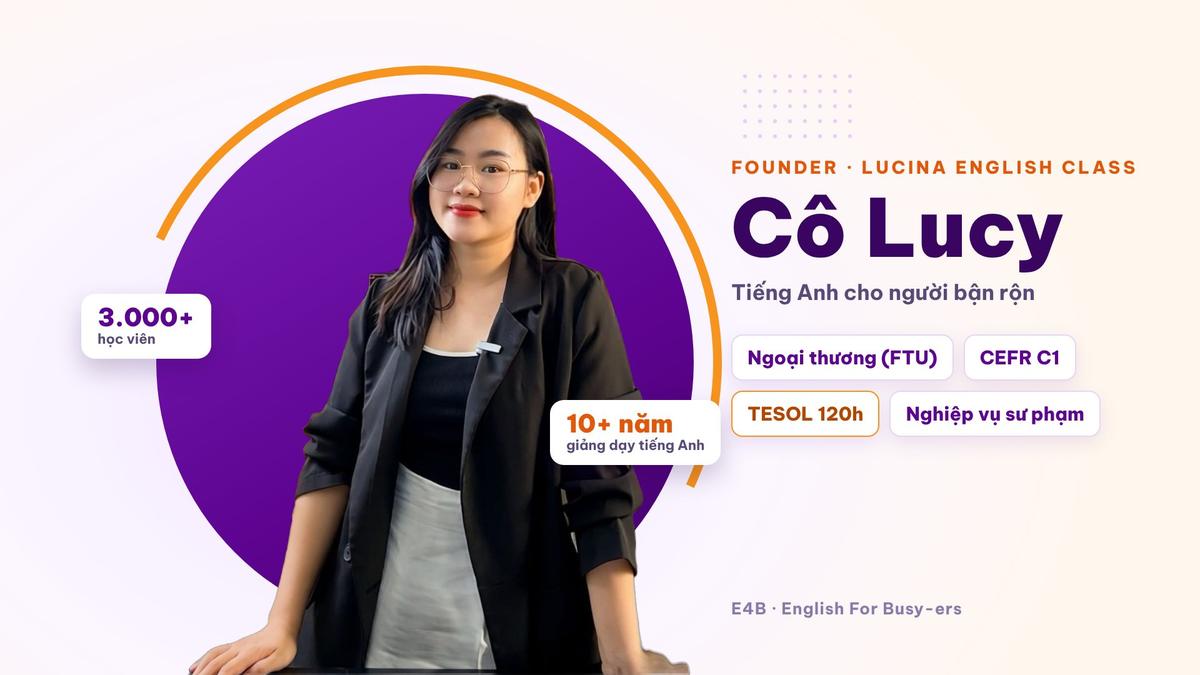 FOUNDER · LUCINA ENGLISH CLASS
Cô Lucy
Tiếng Anh cho người bận rộn
Ngoại thương (FTU)
CEFR C1
TESOL 120h
Nghiệp vụ sư phạm
3.000+
học viên
10+ năm
giảng dạy tiếng Anh
E4B · English For Busy-ers